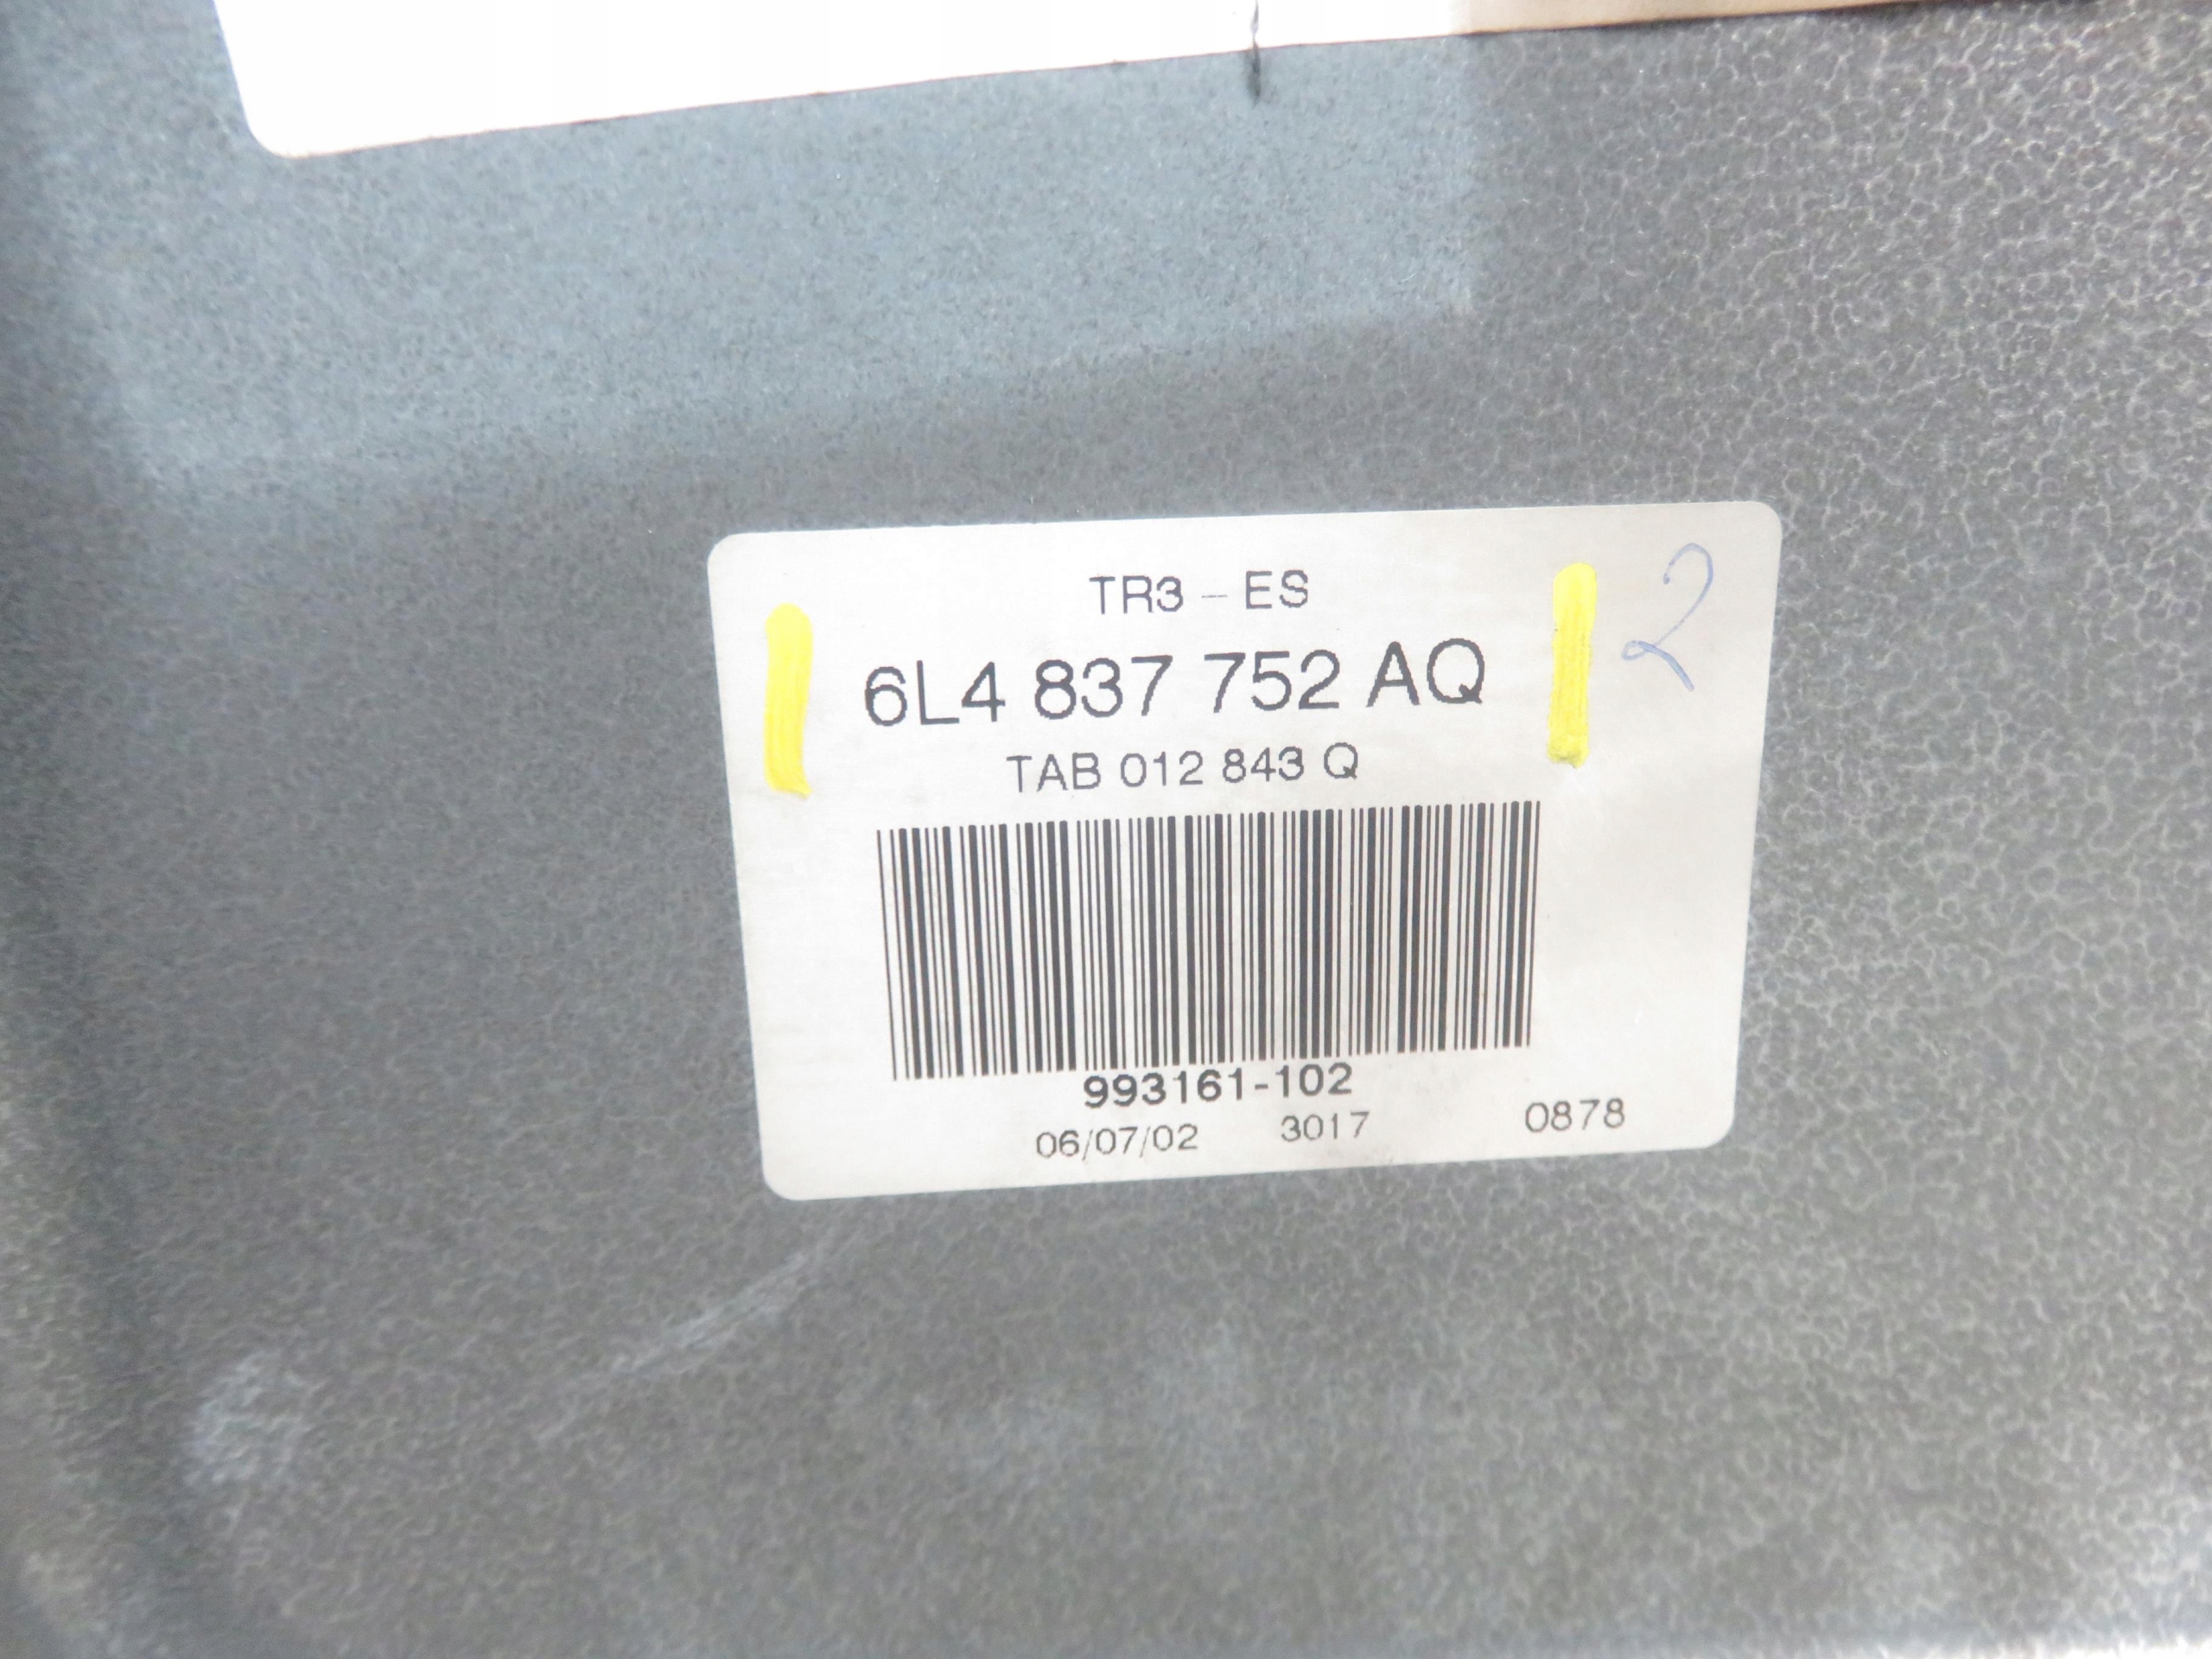 TR3 - ES
2
6L4 837 752 AQ
TAB 012 843 Q
993161-102
06/07/02 3017 0878